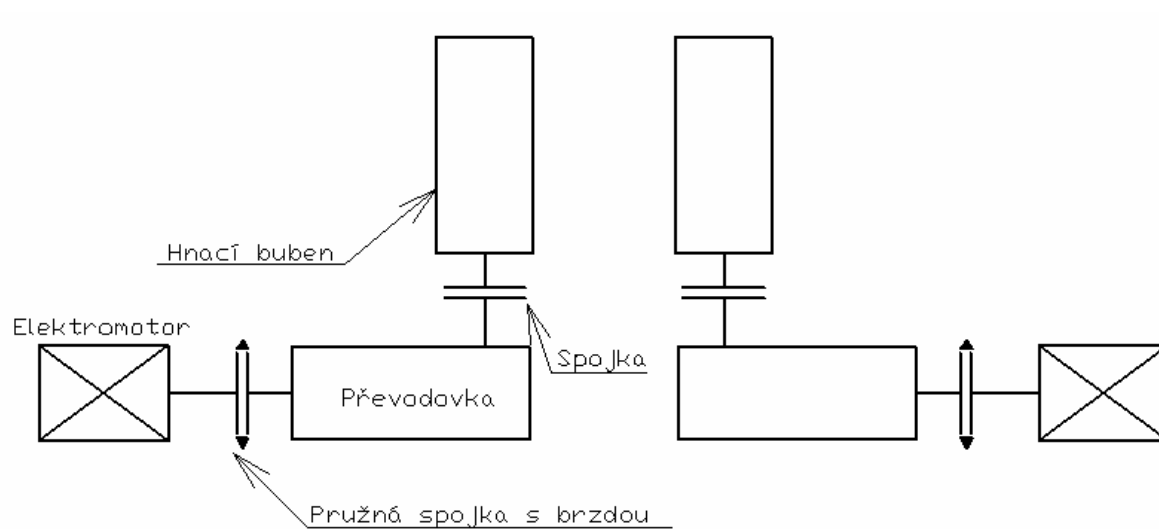 Hnací buben
Elektromotor
Spojka
Převodovka
Pružná spojka s brzdou